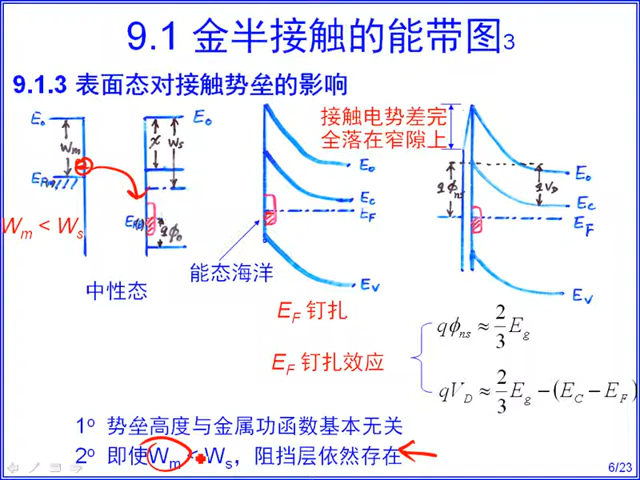 9.1 金半接触的能带图3
9.1.3 表面态对接触势垒的影响
接触电势差完
全落在窄隙上
E₀
E₀
Wm
χ
Ws
EFm
qφ₀
Wm < Ws
中性态
E₀
Ec
EF
Ev
能态海洋
EF 钉扎
qφns
qVD
E₀
Ec
EF
Ev
EF 钉扎效应
qφns ≈ 2/3 Eg
qVD ≈ 2/3 Eg − (EC − EF)
1º 势垒高度与金属功函数基本无关
2º 即使Wm < Ws，阻挡层依然存在
6/23